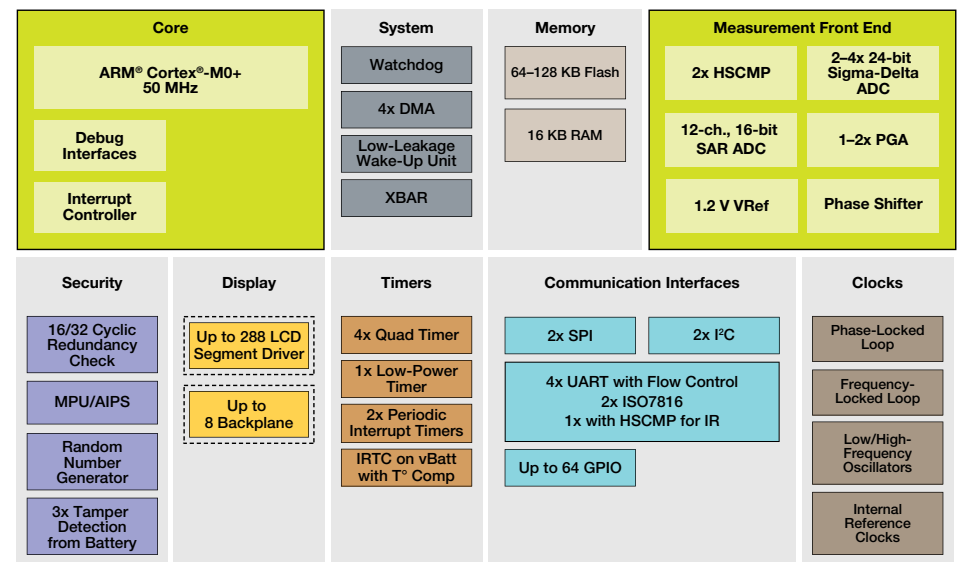 Core
ARM® Cortex®-M0+
50 MHz
Debug
Interfaces
Interrupt
Controller
System
Watchdog
4x DMA
Low-Leakage
Wake-Up Unit
XBAR
Memory
64–128 KB Flash
16 KB RAM
Measurement Front End
2x HSCMP
2–4x 24-bit
Sigma-Delta
ADC
12-ch., 16-bit
SAR ADC
1–2x PGA
1.2 V VRef
Phase Shifter
Security
16/32 Cyclic
Redundancy
Check
MPU/AIPS
Random
Number
Generator
3x Tamper
Detection
from Battery
Display
Up to 288 LCD
Segment Driver
Up to
8 Backplane
Timers
4x Quad Timer
1x Low-Power
Timer
2x Periodic
Interrupt Timers
IRTC on vBatt
with T° Comp
Communication Interfaces
2x SPI
2x I²C
4x UART with Flow Control
2x ISO7816
1x with HSCMP for IR
Up to 64 GPIO
Clocks
Phase-Locked
Loop
Frequency-
Locked Loop
Low/High-
Frequency
Oscillators
Internal
Reference
Clocks